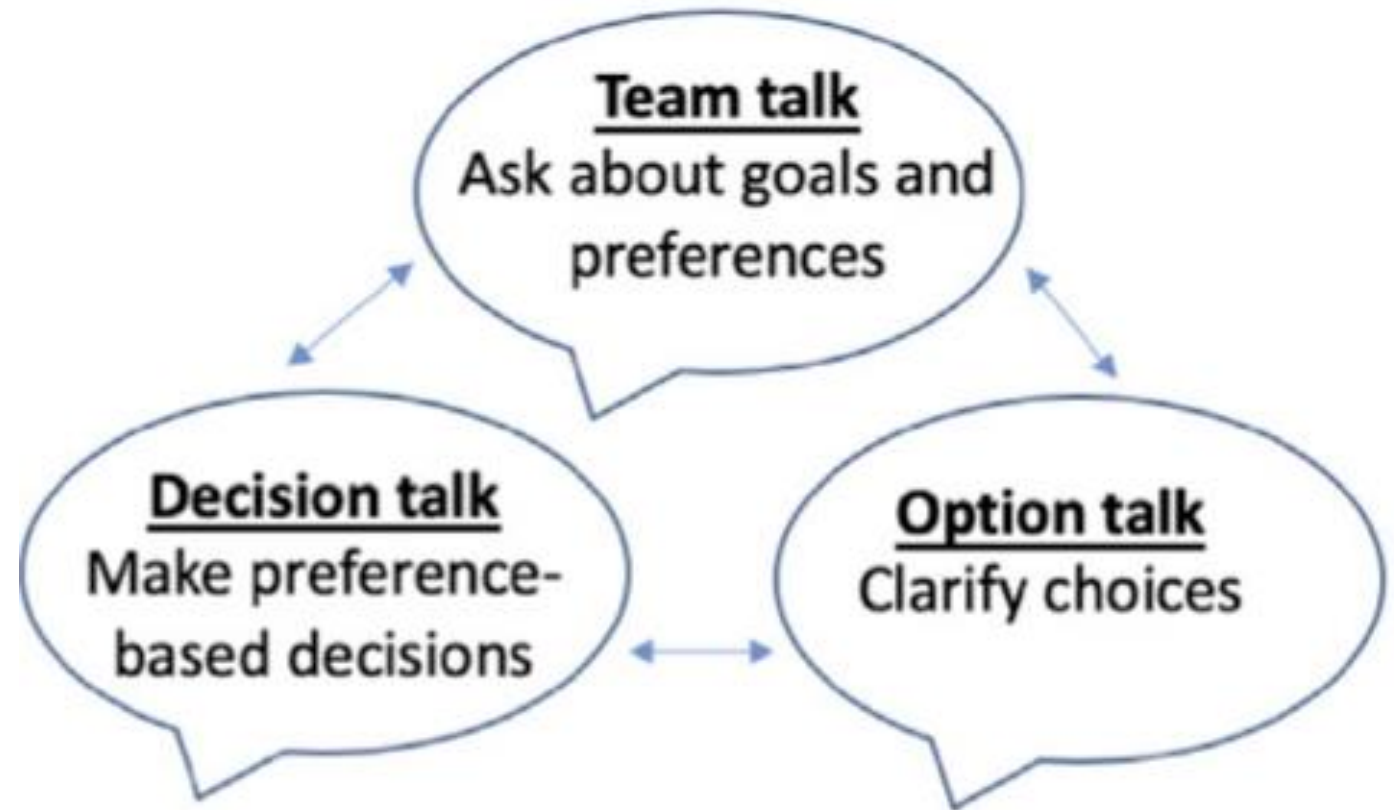 Team talk
Ask about goals and
preferences
Decision talk
Make preference-
based decisions
Option talk
Clarify choices